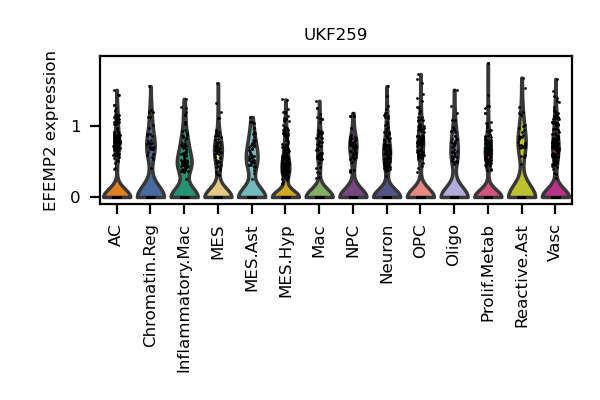 UKF259
EFEMP2 expression
1
0
AC
Chromatin.Reg
Inflammatory.Mac
MES
MES.Ast
MES.Hyp
Mac
NPC
Neuron
OPC
Oligo
Prolif.Metab
Reactive.Ast
Vasc